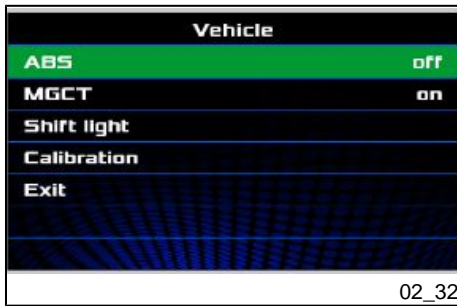 Vehicle
ABS off
MGCT on
Shift light
Calibration
Exit
02_32